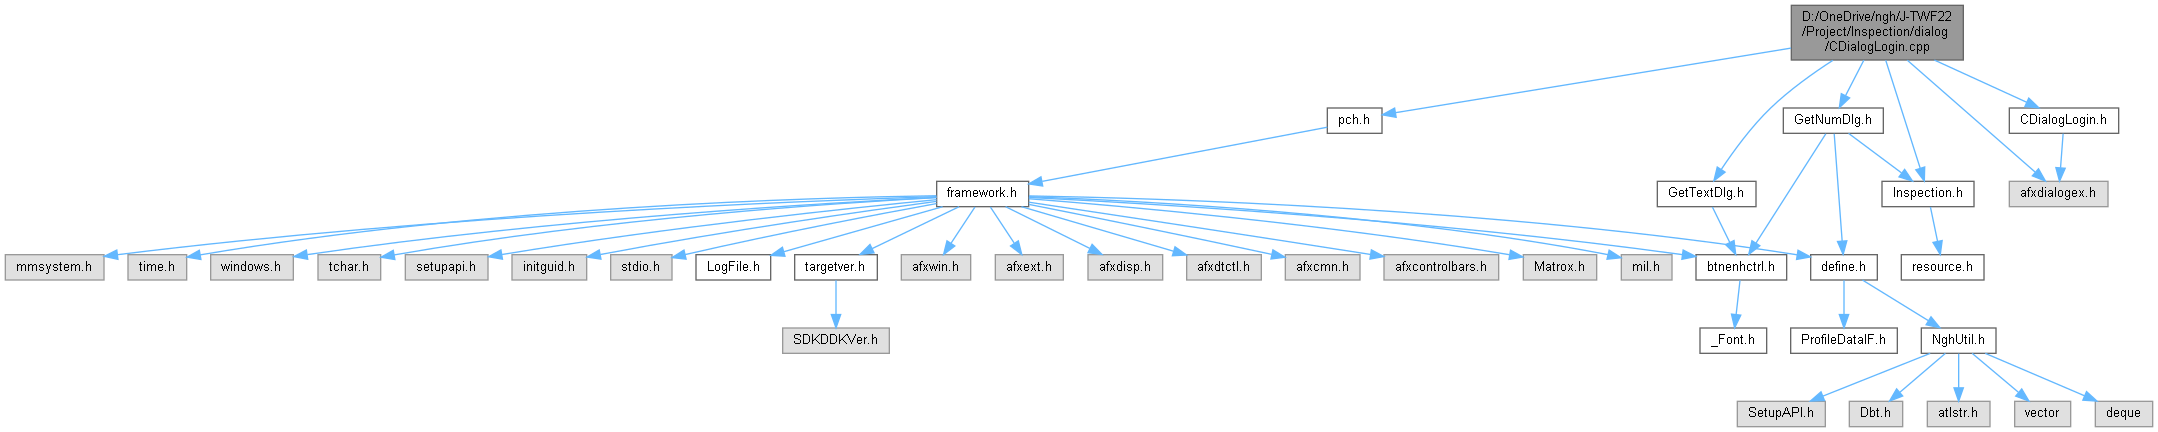 D:/OneDrive/ngh/J-TWF22
/Project/Inspection/dialog
/CDialogLogin.cpp
pch.h
GetNumDlg.h
CDialogLogin.h
framework.h
GetTextDlg.h
Inspection.h
afxdialogex.h
mmsystem.h
time.h
windows.h
tchar.h
setupapi.h
initguid.h
stdio.h
LogFile.h
targetver.h
afxwin.h
afxext.h
afxdisp.h
afxdtctl.h
afxcmn.h
afxcontrolbars.h
Matrox.h
mil.h
btnenhctrl.h
define.h
resource.h
SDKDDKVer.h
_Font.h
ProfileDataIF.h
NghUtil.h
SetupAPI.h
Dbt.h
atlstr.h
vector
deque